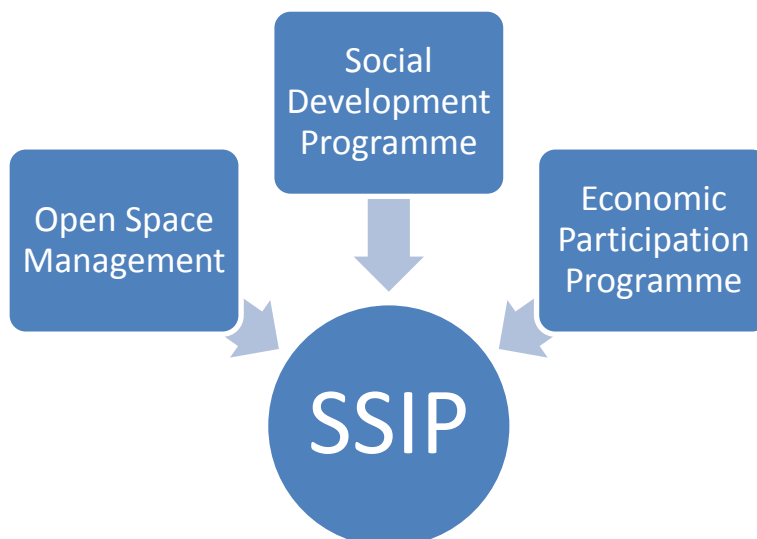 Social
Development
Programme
Open Space
Management
Economic
Participation
Programme
SSIP